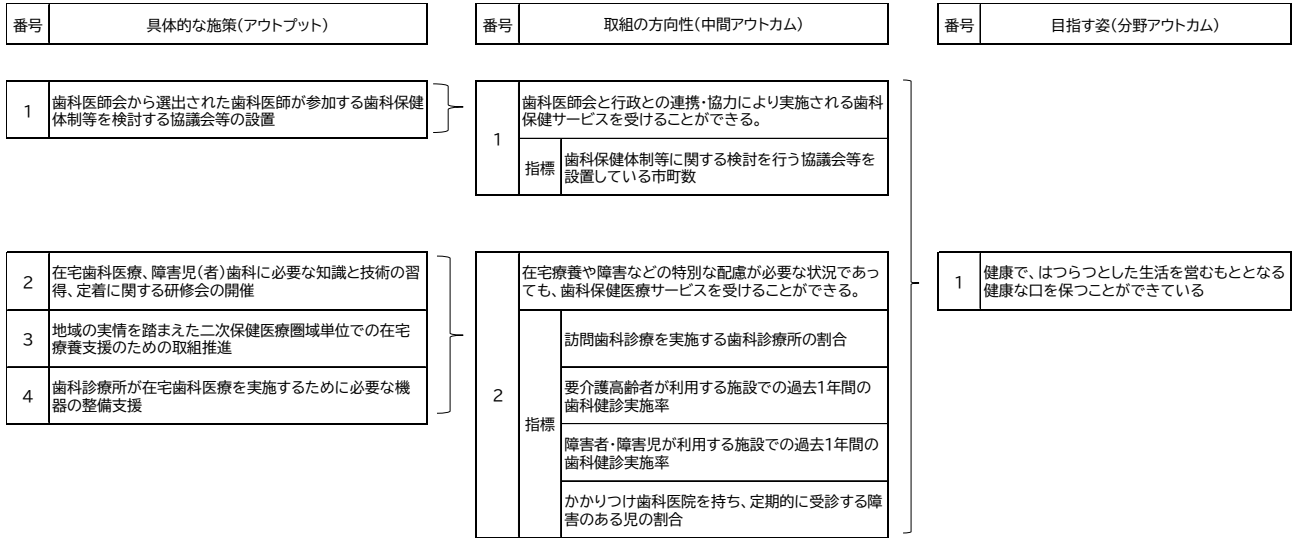 番号
具体的な施策(アウトプット)
番号
取組の方向性(中間アウトカム)
番号
目指す姿(分野アウトカム)
1
歯科医師会から選出された歯科医師が参加する歯科保健
体制等を検討する協議会等の設置
1
歯科医師会と行政との連携・協力により実施される歯科
保健サービスを受けることができる。
指標
歯科保健体制等に関する検討を行う協議会等を
設置している市町数
2
在宅歯科医療、障害児(者)歯科に必要な知識と技術の習
得、定着に関する研修会の開催
3
地域の実情を踏まえた二次保健医療圏域単位での在宅
療養支援のための取組推進
4
歯科診療所が在宅歯科医療を実施するために必要な機
器の整備支援
2
在宅療養や障害などの特別な配慮が必要な状況であっ
ても、歯科保健医療サービスを受けることができる。
指標
訪問歯科診療を実施する歯科診療所の割合
要介護高齢者が利用する施設での過去1年間の
歯科健診実施率
障害者・障害児が利用する施設での過去1年間の
歯科健診実施率
かかりつけ歯科医院を持ち、定期的に受診する障
害のある児の割合
1
健康で、はつらつとした生活を営むもととなる
健康な口を保つことができている